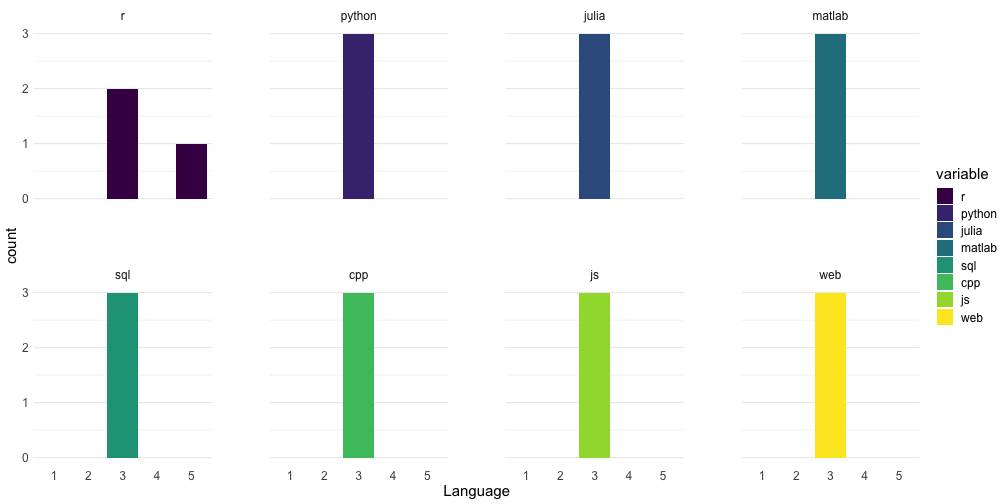 r python julia matlab
3
2
1
0
count
sql cpp js web
3
2
1
0
1 2 3 4 5 1 2 3 4 5 1 2 3 4 5 1 2 3 4 5
Language
variable
r
python
julia
matlab
sql
cpp
js
web